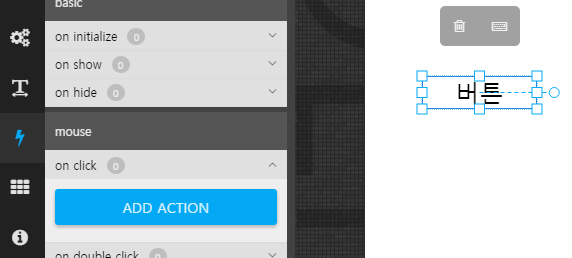 basic
on initialize 0
on show 0
on hide 0
mouse
on click 0
ADD ACTION
on double click 0
버튼